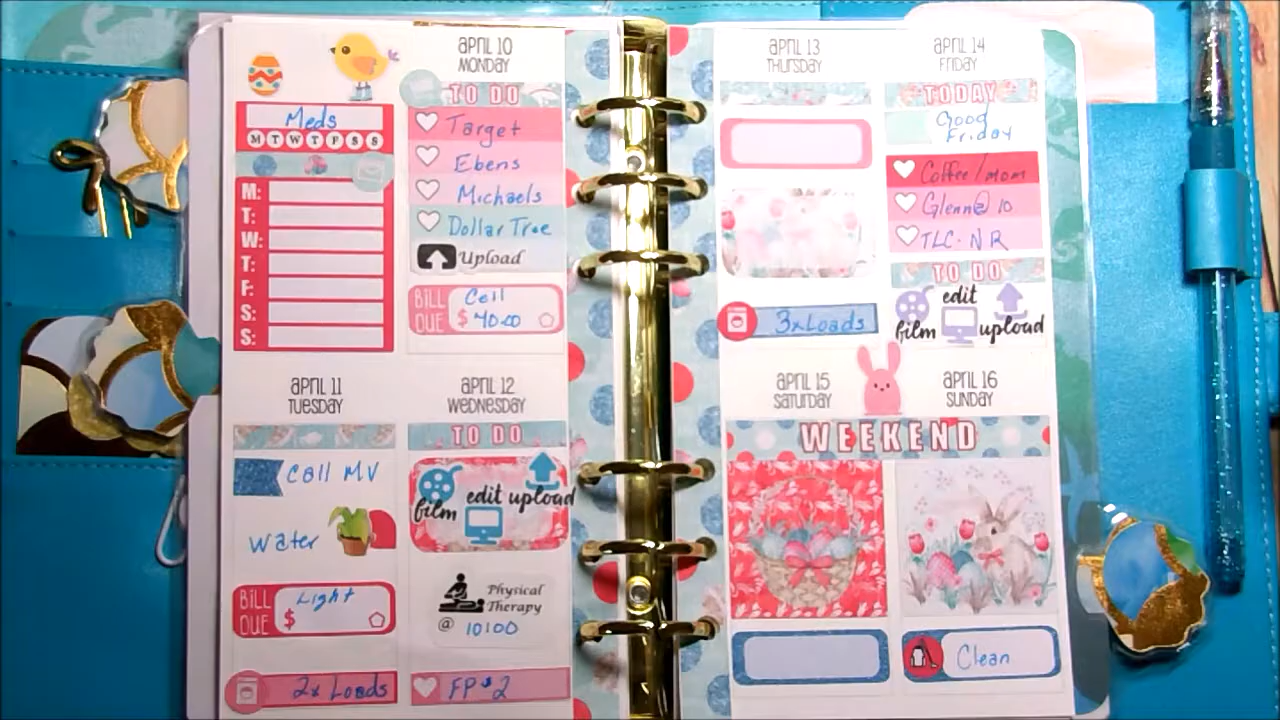 Meds
M T W T F S S
M:
T:
W:
T:
F:
S:
S:
APRIL 10
MONDAY
TO DO
Target
Ebens
Michaels
Dollar Tree
Upload
BILL DUE
Cell
$ 70.00
APRIL 11
TUESDAY
Call MV
Water
BILL DUE
Light
$
2x Loads
APRIL 12
WEDNESDAY
TO DO
film edit upload
Physical
Therapy
@ 10:00
FP #2
APRIL 13
THURSDAY
3x Loads
APRIL 14
FRIDAY
TODAY
Good
Friday
Coffee/mom
Glenn@ 10.
TLC-NR
TO DO
film edit upload
APRIL 15
SATURDAY
APRIL 16
SUNDAY
WEEKEND
Clean